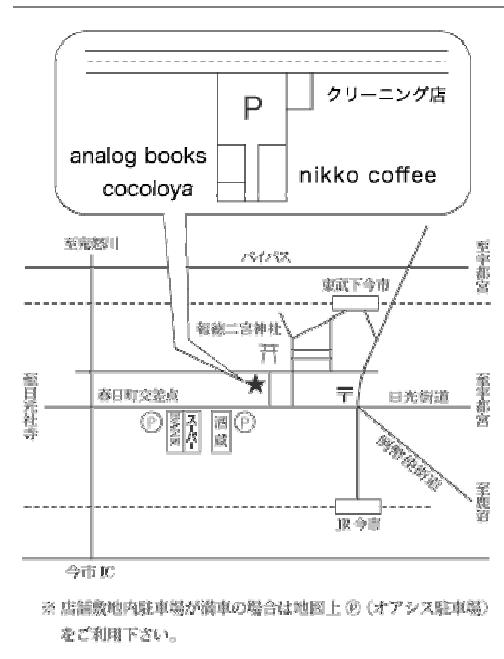 P
クリーニング店
analog books
cocoloya
nikko coffee
至鬼怒川
バイパス
至宇都宮
東武下今市
報徳二宮神社
〒
春日町交差点
日光街道
至日光社寺
至宇都宮
P
BANK
スーパー
酒蔵
P
例幣使街道
至鹿沼
JR 今市
今市 IC
※ 店舗敷地内駐車場が満車の場合は地図上 Ⓟ (オアシス駐車場)
をご利用下さい。